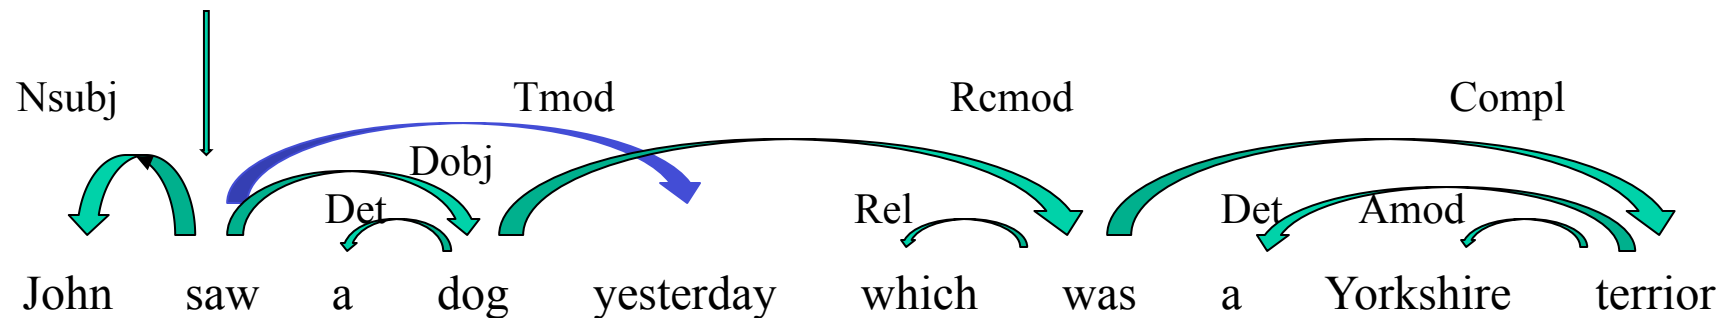 Nsubj Tmod Rcmod Compl
Dobj
Det Rel Det Amod
John saw a dog yesterday which was a Yorkshire terrior